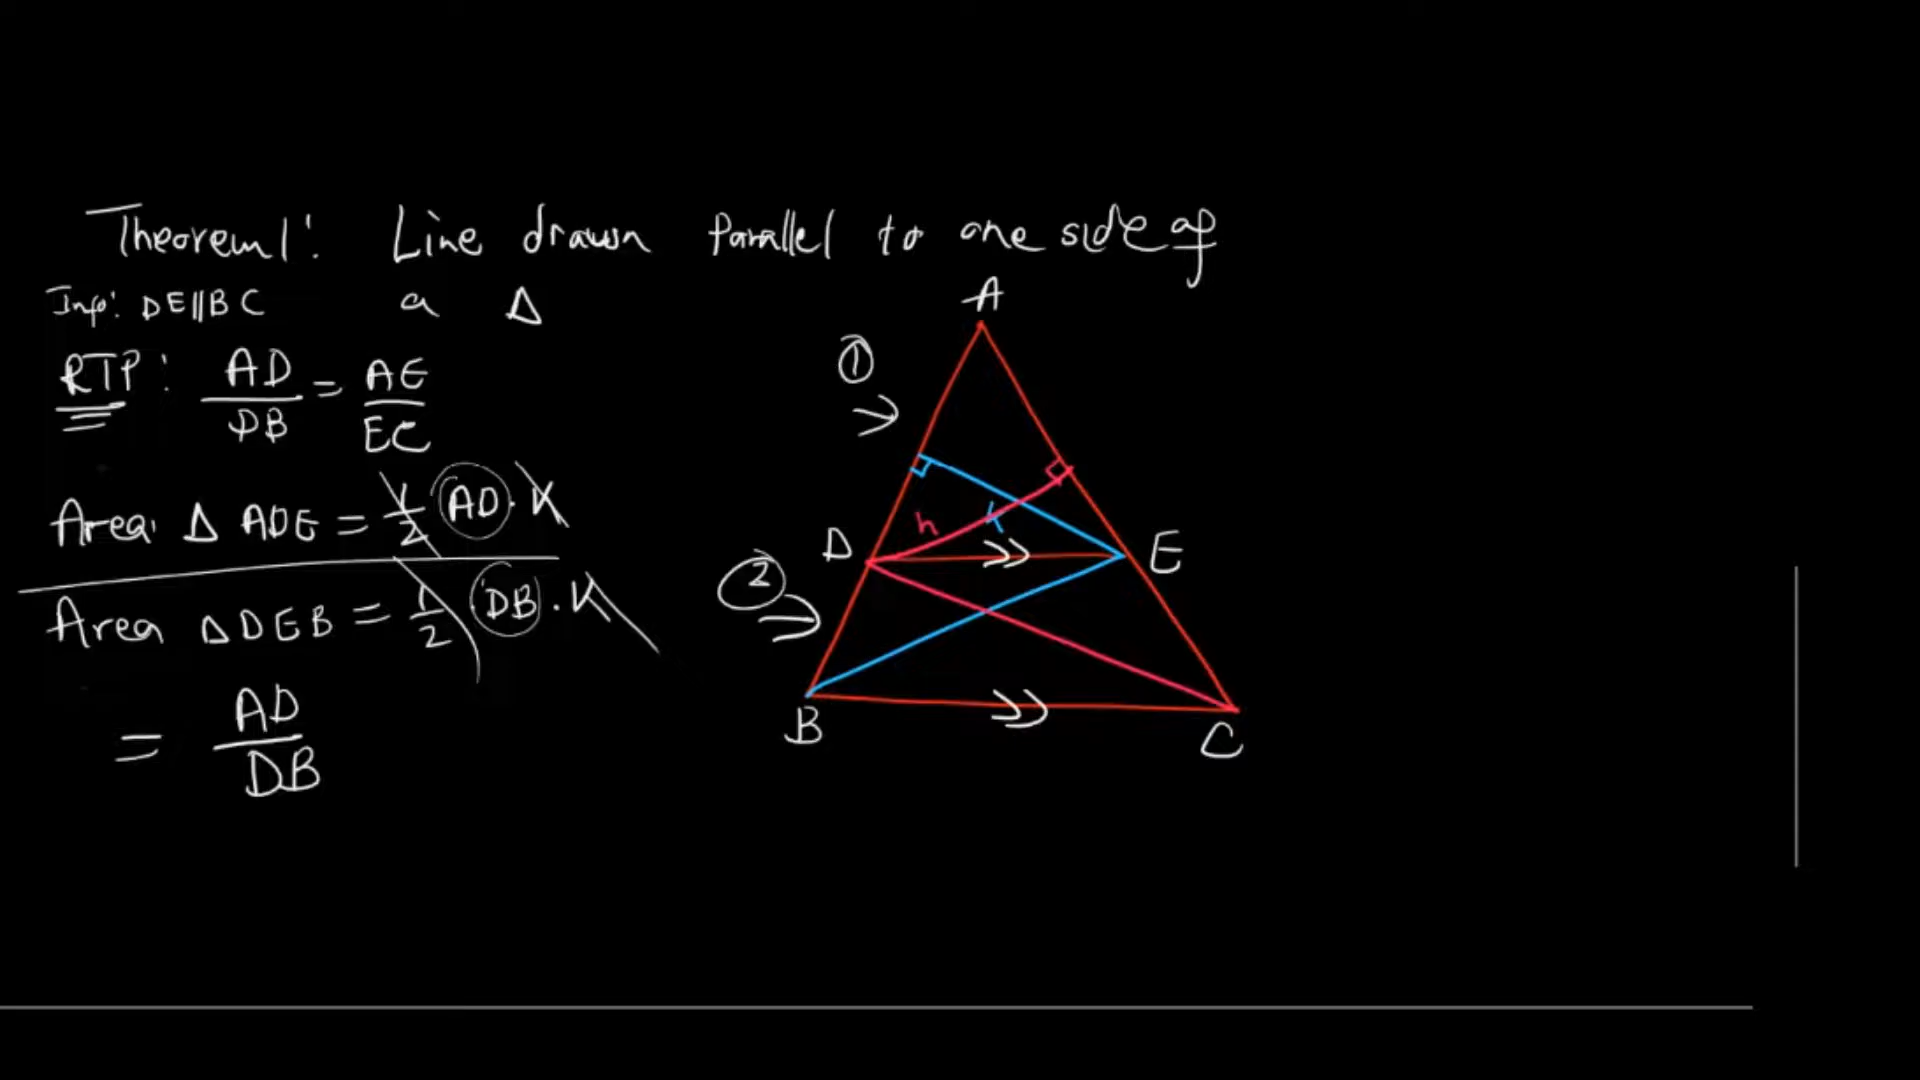 Theorem 1: Line drawn parallel to one side of
Info: DE||BC a Δ
RTP: AD/DB = AE/EC
Area Δ ADE = 1/2 AD · K
Area Δ DEB = 1/2 DB · K
= AD/DB
A
①
h
K
D
E
②
B
C